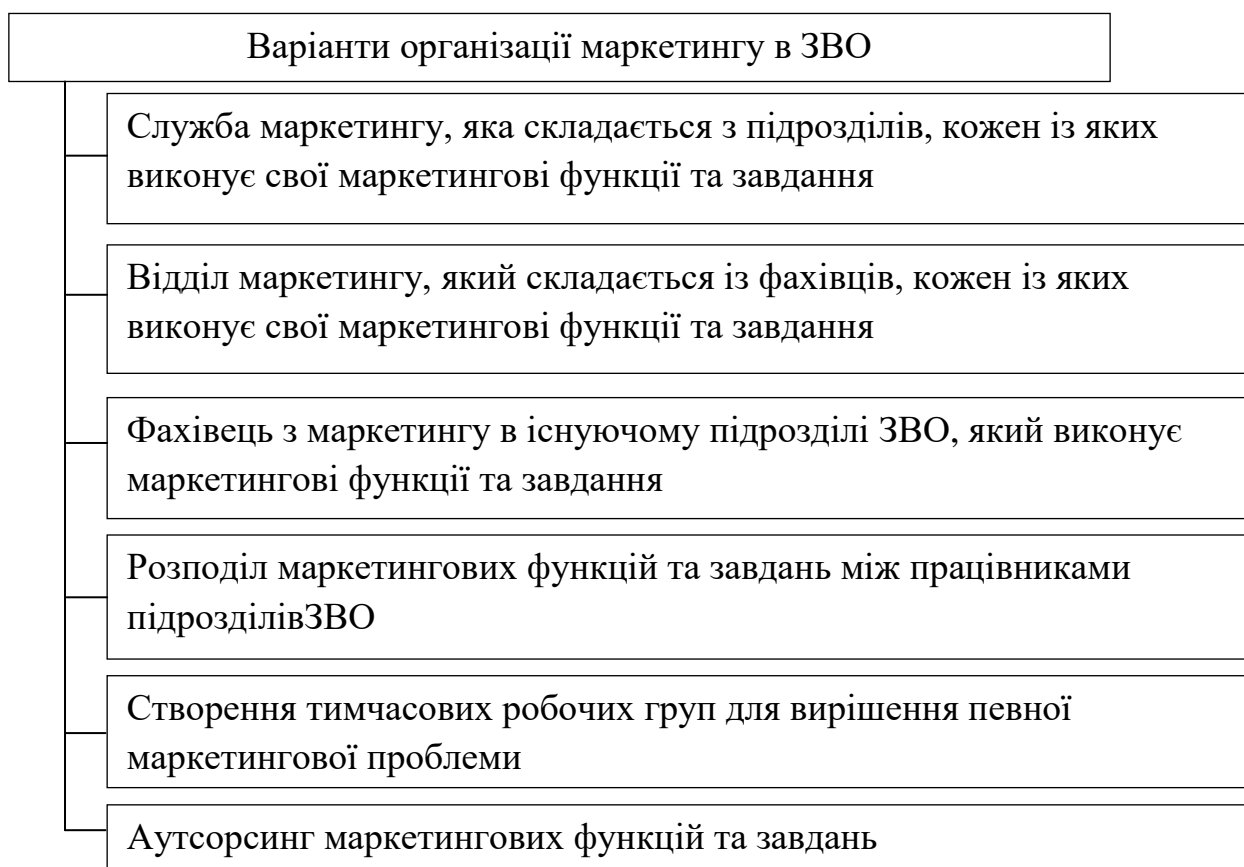 Варіанти організації маркетингу в ЗВО
Служба маркетингу, яка складається з підрозділів, кожен із яких
виконує свої маркетингові функції та завдання
Відділ маркетингу, який складається із фахівців, кожен із яких
виконує свої маркетингові функції та завдання
Фахівець з маркетингу в існуючому підрозділі ЗВО, який виконує
маркетингові функції та завдання
Розподіл маркетингових функцій та завдань між працівниками
підрозділівЗВО
Створення тимчасових робочих груп для вирішення певної
маркетингової проблеми
Аутсорсинг маркетингових функцій та завдань